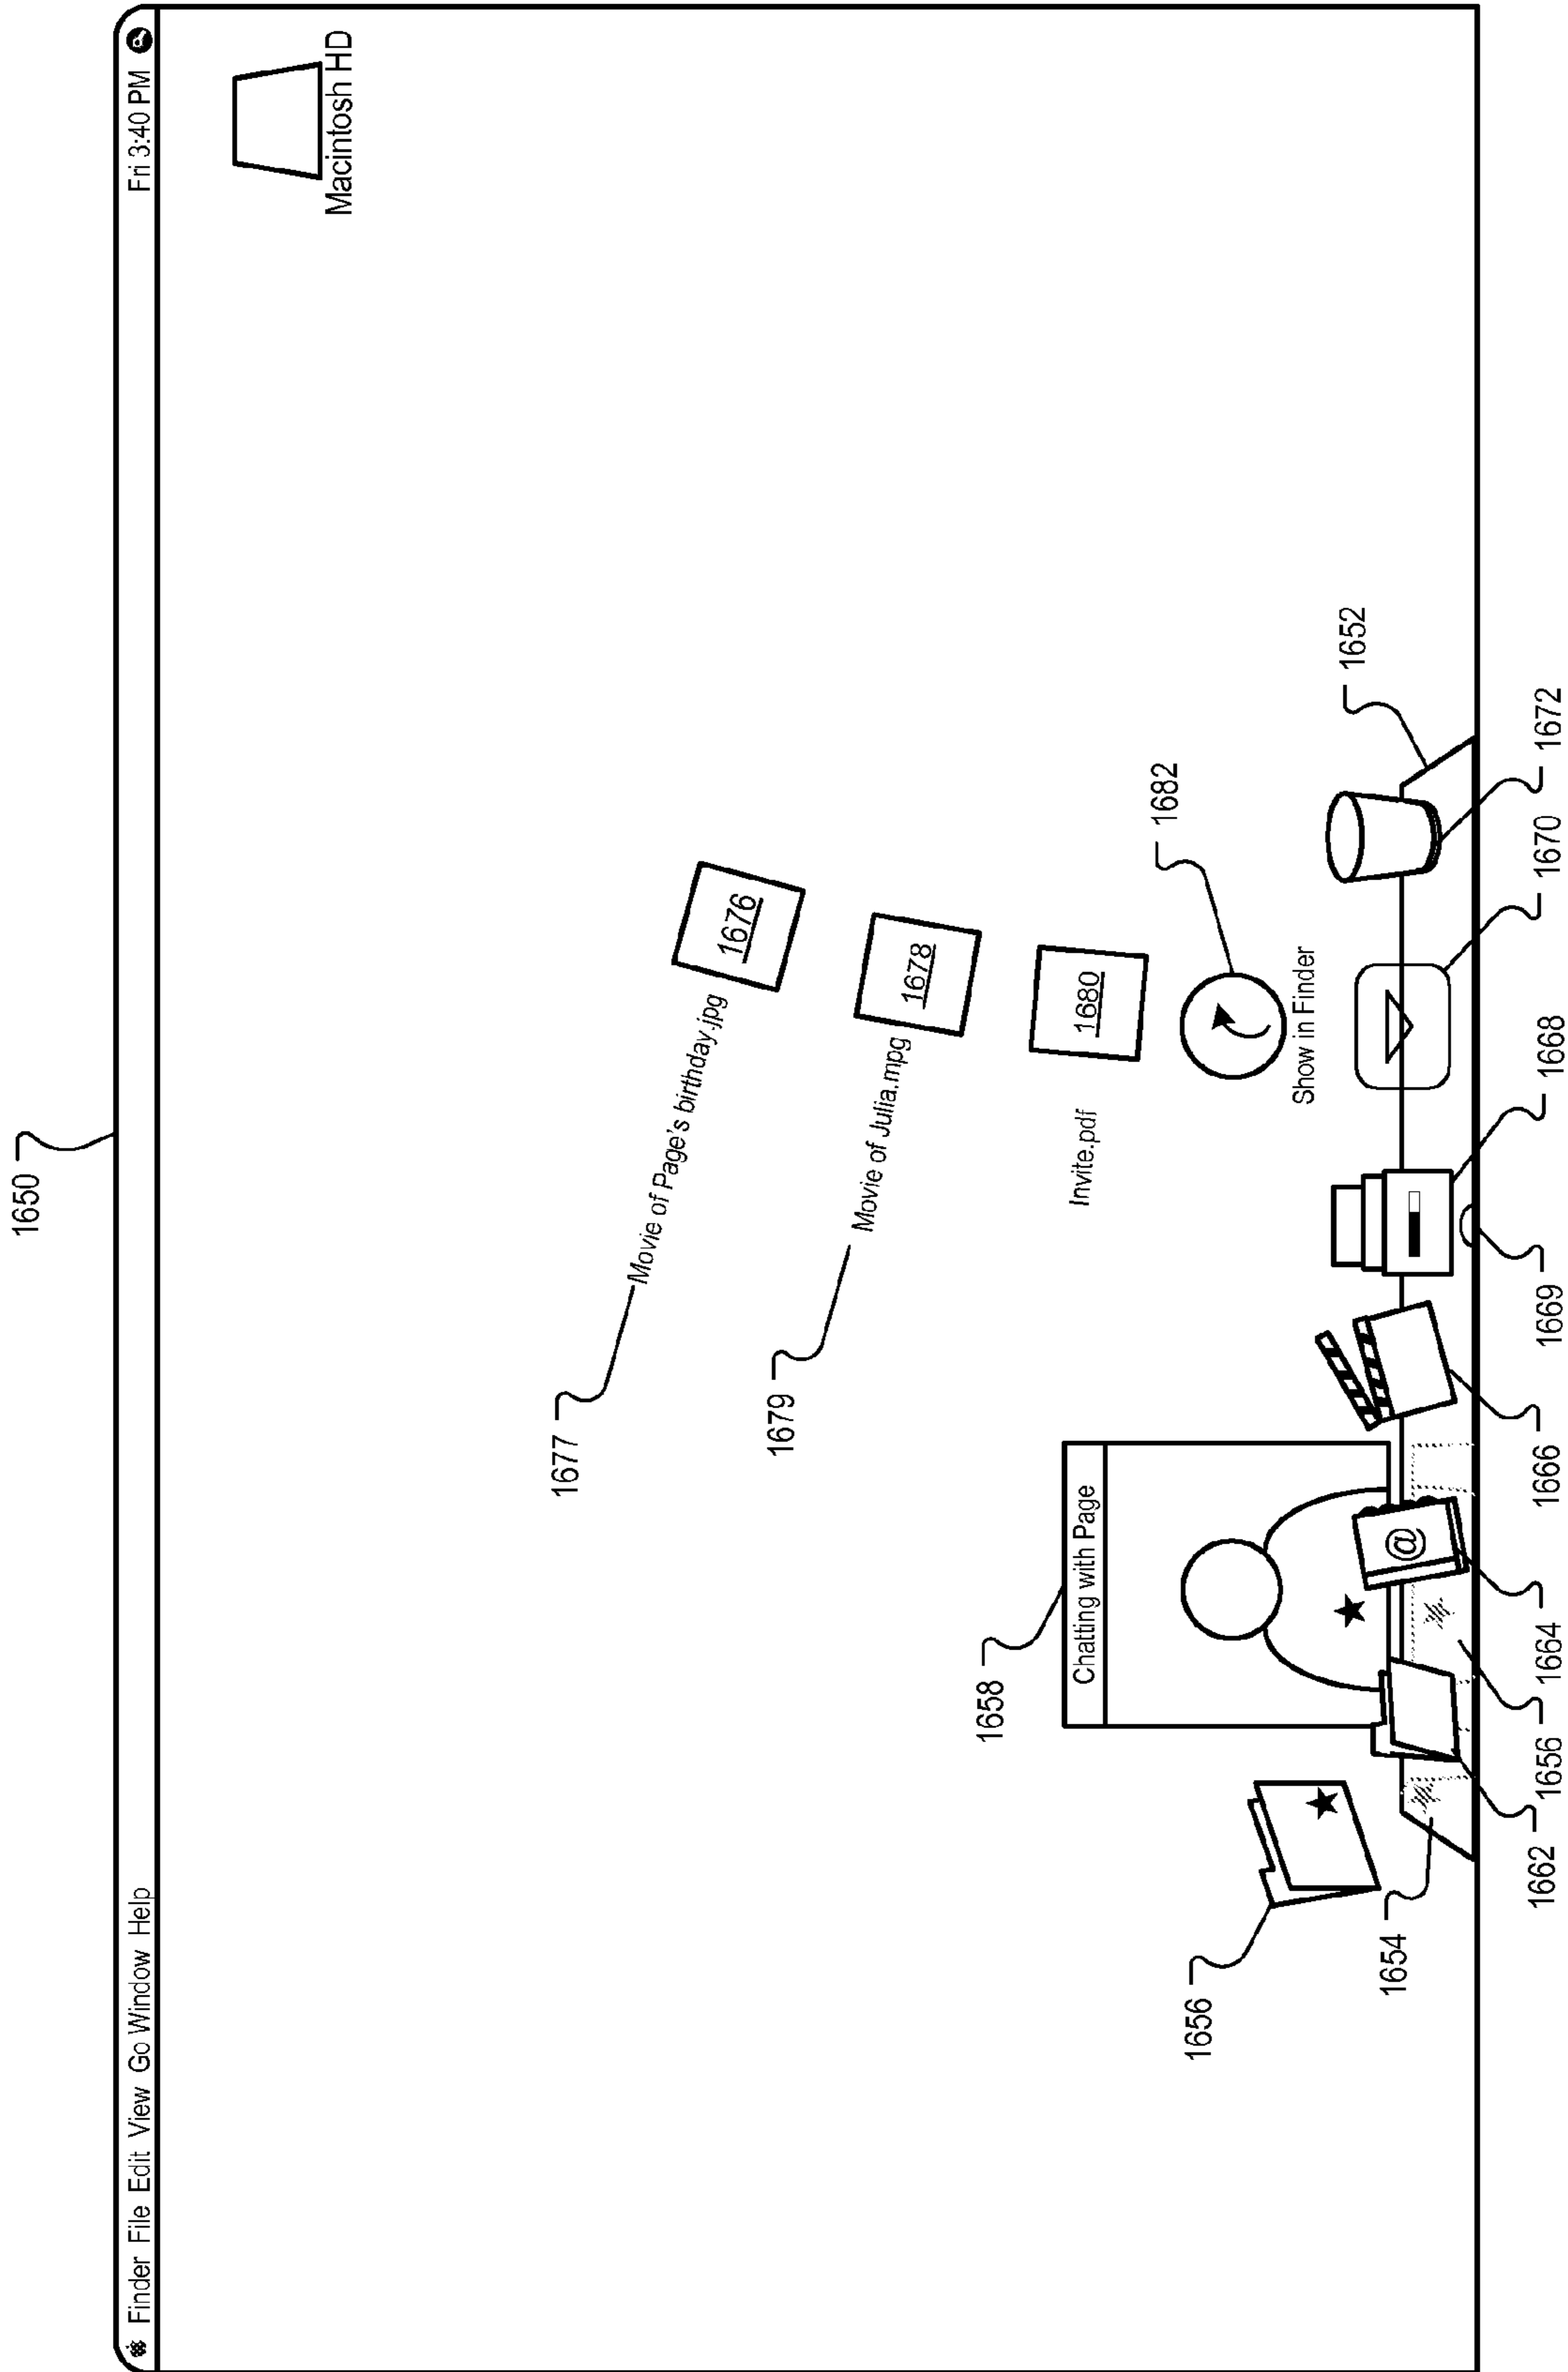 1650
Finder File Edit View Go Window Help
Fri 3:40 PM
Macintosh HD
1677
Movie of Page's birthday.jpg
1676
1679
Movie of Julia.mpg
1678
Invite.pdf
1680
1682
Show in Finder
1658
Chatting with Page
1656
@
1654
1652
1662
1656
1664
1666
1669
1668
1670
1672